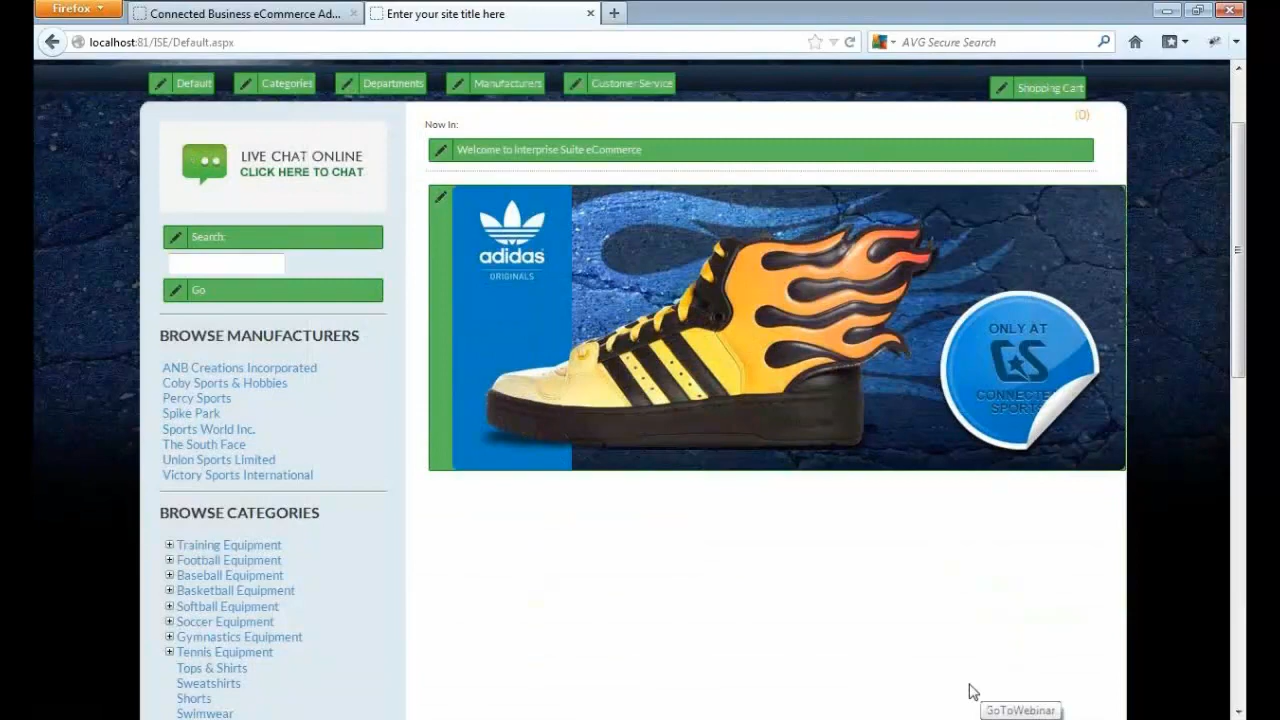 Firefox
Connected Business eCommerce Ad...
Enter your site title here
localhost:81/ISE/Default.aspx
AVG Secure Search
Default
Categories
Departments
Manufacturers
Customer Service
Shopping Cart
(0)
LIVE CHAT ONLINE
CLICK HERE TO CHAT
Now In:
Welcome to Interprise Suite eCommerce
adidas
ORIGINALS
ONLY AT
CS
CONNECTE
SPORT
Search:
Go
BROWSE MANUFACTURERS
ANB Creations Incorporated
Coby Sports & Hobbies
Percy Sports
Spike Park
Sports World Inc.
The South Face
Union Sports Limited
Victory Sports International
BROWSE CATEGORIES
Training Equipment
Football Equipment
Baseball Equipment
Basketball Equipment
Softball Equipment
Soccer Equipment
Gymnastics Equipment
Tennis Equipment
Tops & Shirts
Sweatshirts
Shorts
Swimwear
GoToWebinar